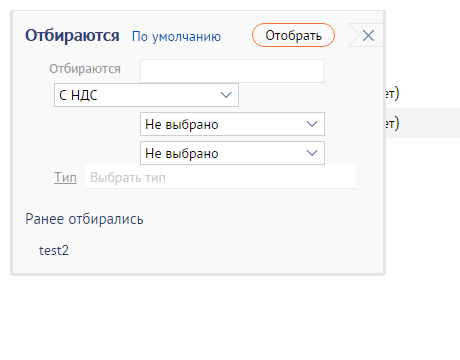 Отбираются По умолчанию Отобрать
Отбираются
С НДС
ет)
Не выбрано
ет)
Не выбрано
Тип Выбрать тип
Ранее отбирались
test2